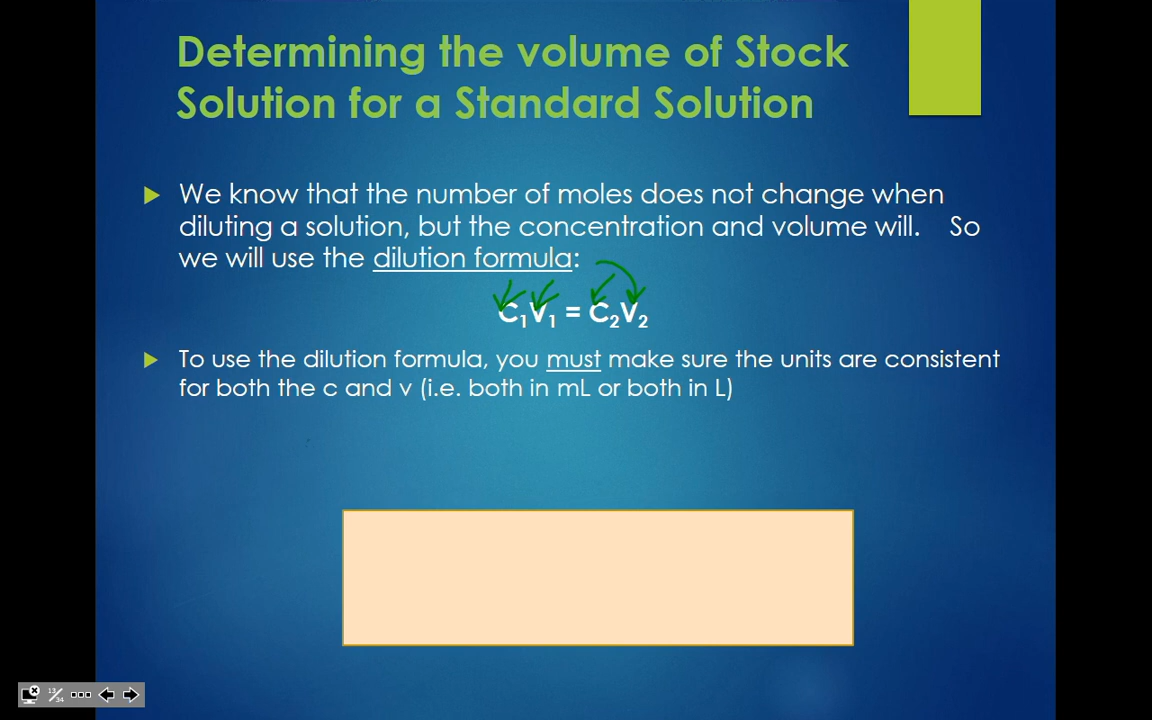 Determining the volume of Stock
Solution for a Standard Solution
We know that the number of moles does not change when
diluting a solution, but the concentration and volume will. So
we will use the dilution formula:
C₁V₁ = C₂V₂
To use the dilution formula, you must make sure the units are consistent
for both the c and v (i.e. both in mL or both in L)
13/34